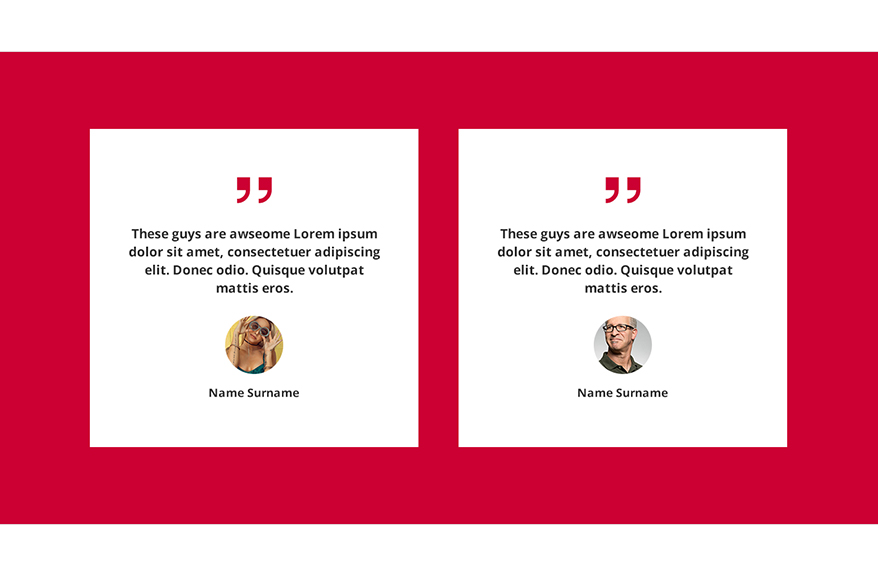 These guys are awseome Lorem ipsum
dolor sit amet, consectetuer adipiscing
elit. Donec odio. Quisque volutpat
mattis eros.
Name Surname
These guys are awseome Lorem ipsum
dolor sit amet, consectetuer adipiscing
elit. Donec odio. Quisque volutpat
mattis eros.
Name Surname